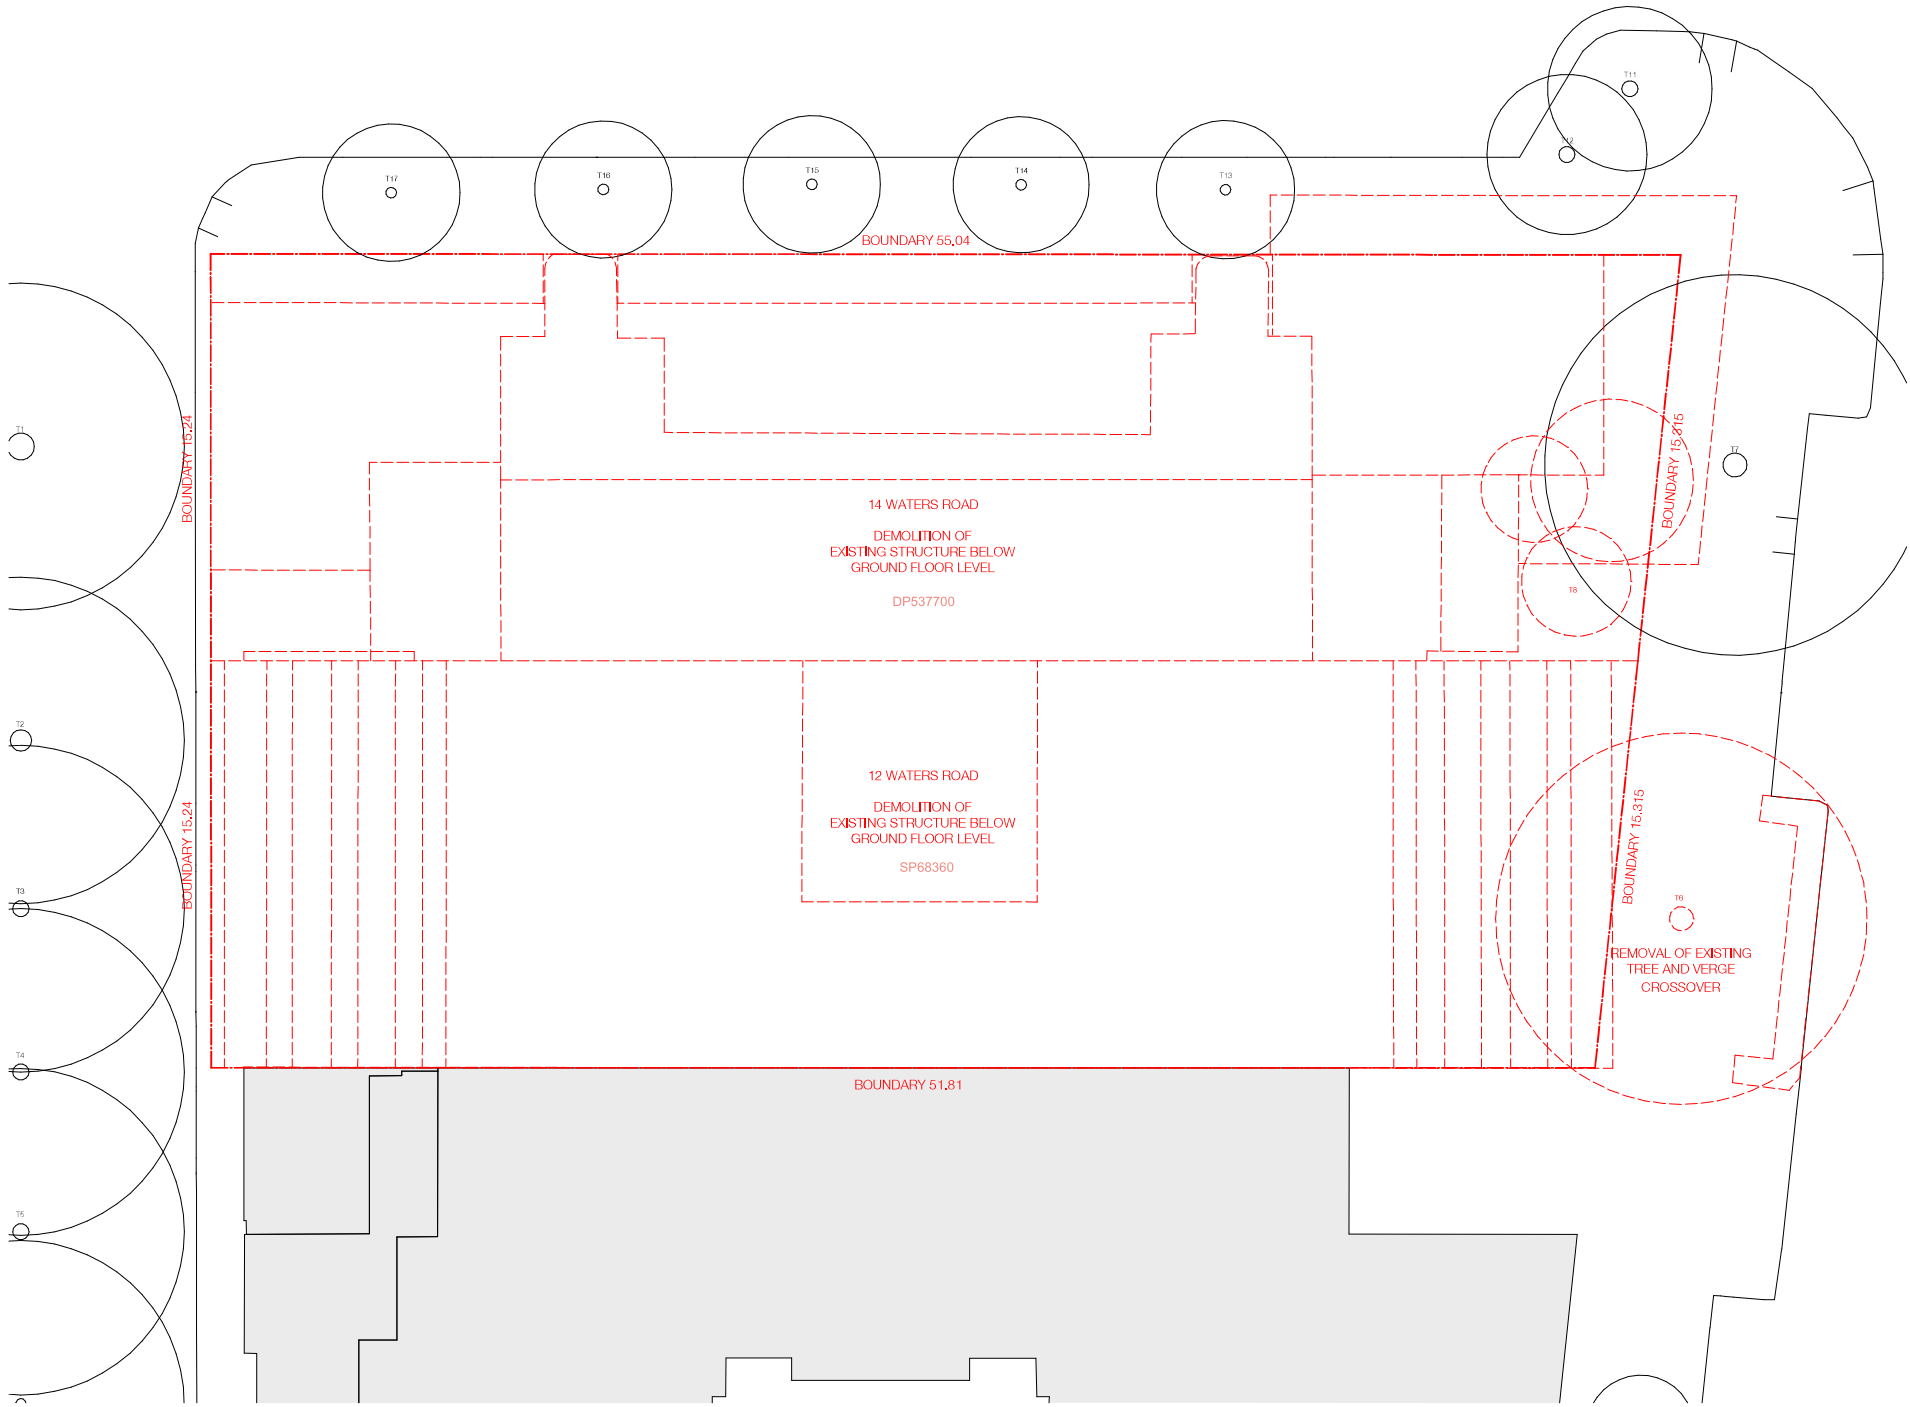 T11
T12
T17
T16
T15
T14
T13
BOUNDARY 55.04
T1
BOUNDARY 15.24
BOUNDARY 15.315
T7
14 WATERS ROAD
DEMOLITION OF
EXISTING STRUCTURE BELOW
GROUND FLOOR LEVEL
DP537700
T8
T2
12 WATERS ROAD
DEMOLITION OF
EXISTING STRUCTURE BELOW
GROUND FLOOR LEVEL
SP68360
BOUNDARY 15.24
BOUNDARY 15.315
T3
T6
REMOVAL OF EXISTING
TREE AND VERGE
CROSSOVER
T4
BOUNDARY 51.81
T5